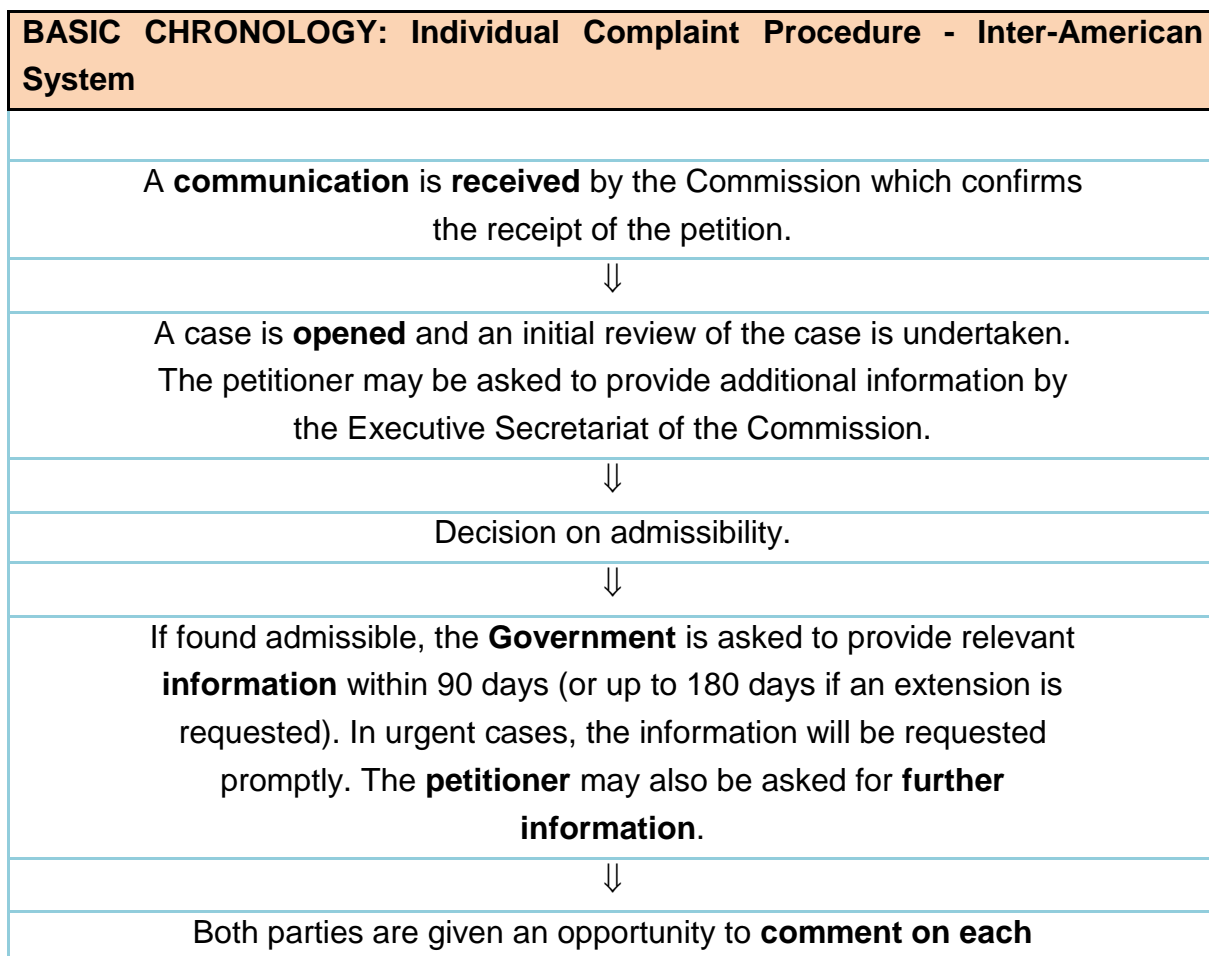 BASIC CHRONOLOGY: Individual Complaint Procedure - Inter-American
System
A communication is received by the Commission which confirms
the receipt of the petition.
⇓
A case is opened and an initial review of the case is undertaken.
The petitioner may be asked to provide additional information by
the Executive Secretariat of the Commission.
⇓
Decision on admissibility.
⇓
If found admissible, the Government is asked to provide relevant
information within 90 days (or up to 180 days if an extension is
requested). In urgent cases, the information will be requested
promptly. The petitioner may also be asked for further
information.
⇓
Both parties are given an opportunity to comment on each